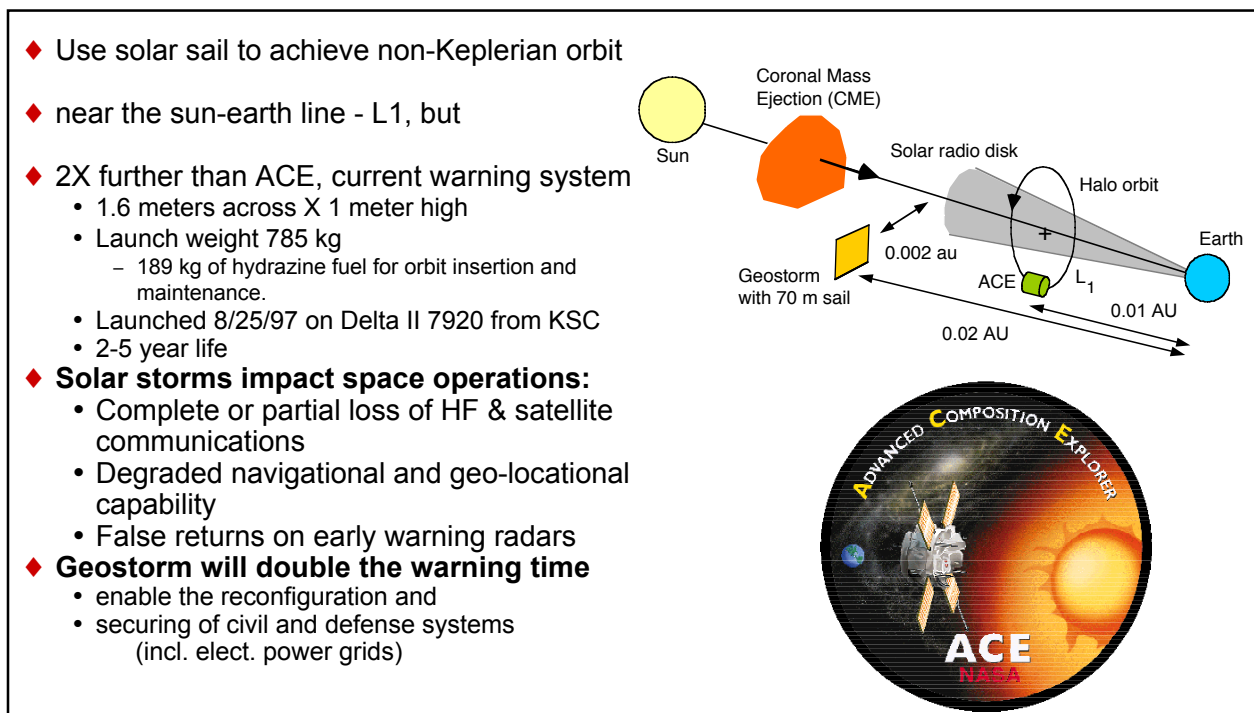 ♦ Use solar sail to achieve non-Keplerian orbit
♦ near the sun-earth line - L1, but
♦ 2X further than ACE, current warning system
• 1.6 meters across X 1 meter high
• Launch weight 785 kg
– 189 kg of hydrazine fuel for orbit insertion and
maintenance.
• Launched 8/25/97 on Delta II 7920 from KSC
• 2-5 year life
♦ Solar storms impact space operations:
• Complete or partial loss of HF & satellite
communications
• Degraded navigational and geo-locational
capability
• False returns on early warning radars
♦ Geostorm will double the warning time
• enable the reconfiguration and
• securing of civil and defense systems
(incl. elect. power grids)
Sun
Coronal Mass
Ejection (CME)
Solar radio disk
Halo orbit
Earth
+
0.002 au
Geostorm
with 70 m sail
ACE
L1
0.01 AU
0.02 AU
ADVANCED COMPOSITION EXPLORER
ACE
NASA